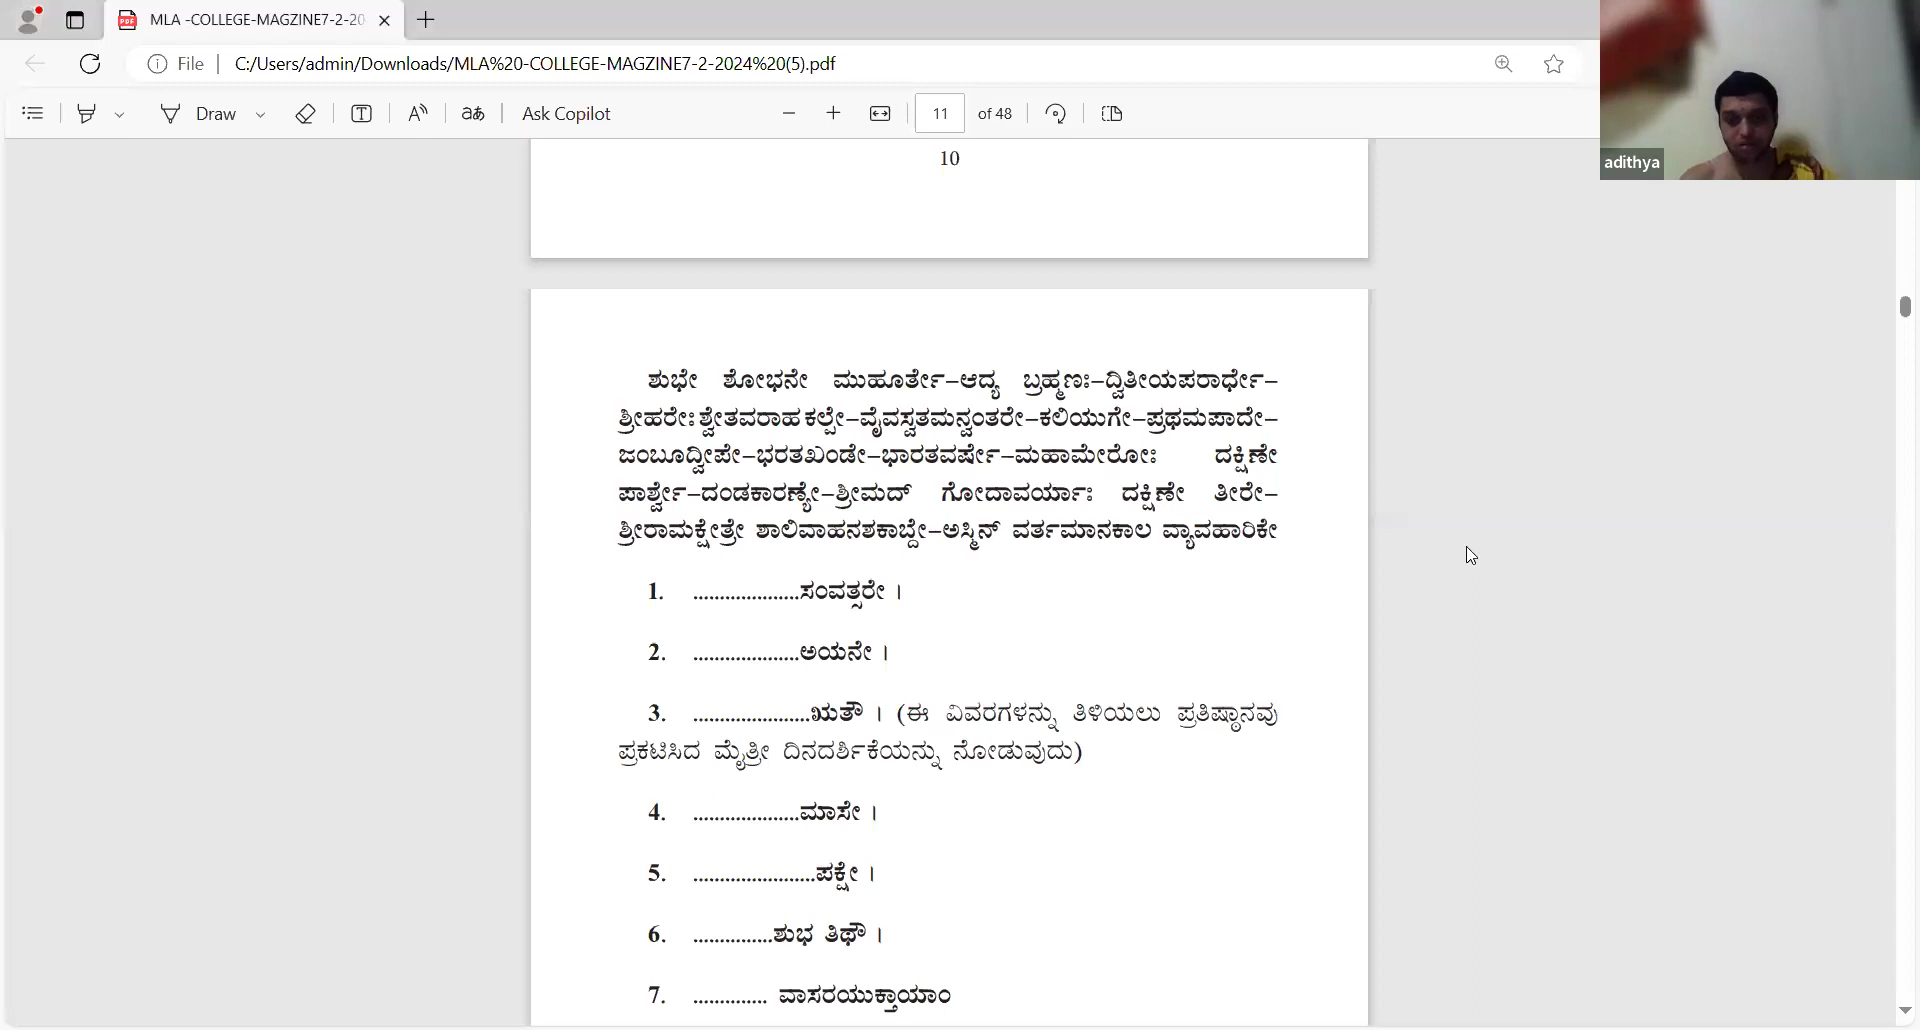 MLA -COLLEGE-MAGZINE7-2-20
File
C:/Users/admin/Downloads/MLA%20-COLLEGE-MAGZINE7-2-2024%20(5).pdf
Draw
Ask Copilot
11 of 48
adithya
10
ಶುಭೇ ಶೋಭನೇ ಮುಹೂರ್ತೇ–ಆದ್ಯ ಬ್ರಹ್ಮಣಃ–ದ್ವಿತೀಯಪರಾರ್ಧೇ–
ಶ್ರೀಹರೇಃ ಶ್ವೇತವರಾಹ ಕಲ್ಪೇ–ವೈವಸ್ವತಮನ್ವಂತರೇ–ಕಲಿಯುಗೇ–ಪ್ರಥಮಪಾದೇ–
ಜಂಬೂದ್ವೀಪೇ–ಭರತಖಂಡೇ–ಭಾರತವರ್ಷೇ–ಮಹಾಮೇರೋಃ ದಕ್ಷಿಣೇ
ಪಾರ್ಶ್ವೇ–ದಂಡಕಾರಣ್ಯೇ–ಶ್ರೀಮದ್ ಗೋದಾವರ್ಯಾಃ ದಕ್ಷಿಣೇ ತೀರೇ–
ಶ್ರೀರಾಮಕ್ಷೇತ್ರೇ ಶಾಲಿವಾಹನಶಕಾಬ್ದೇ–ಅಸ್ಮಿನ್ ವರ್ತಮಾನಕಾಲ ವ್ಯಾವಹಾರಿಕೇ
1. ....................ಸಂವತ್ಸರೇ ।
2. ....................ಅಯನೇ ।
3. ......................ಋತೌ । (ಈ ವಿವರಗಳನ್ನು ತಿಳಿಯಲು ಪ್ರತಿಷ್ಠಾನವು
ಪ್ರಕಟಿಸಿದ ಮೈತ್ರೀ ದಿನದರ್ಶಿಕೆಯನ್ನು ನೋಡುವುದು)
4. ....................ಮಾಸೇ ।
5. .......................ಪಕ್ಷೇ ।
6. ...............ಶುಭ ತಿಥೌ ।
7. .............. ವಾಸರಯುಕ್ತಾಯಾಂ